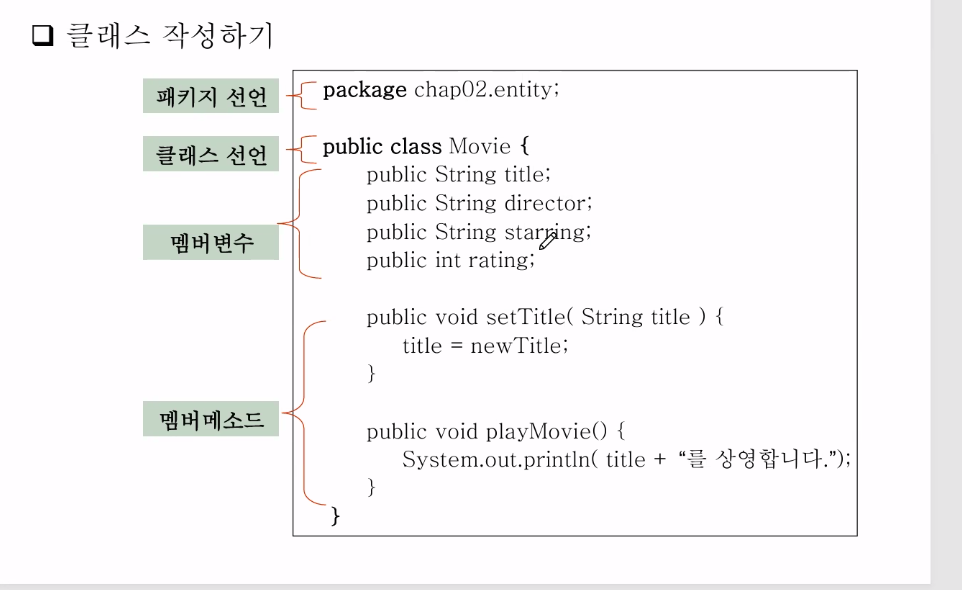 ❑ 클래스 작성하기
패키지 선언
package chap02.entity;
클래스 선언
public class Movie {
public String title;
public String director;
멤버변수
public String starring;
public int rating;
public void setTitle( String title ) {
title = newTitle;
}
멤버메소드
public void playMovie() {
System.out.println( title + “를 상영합니다.”);
}
}